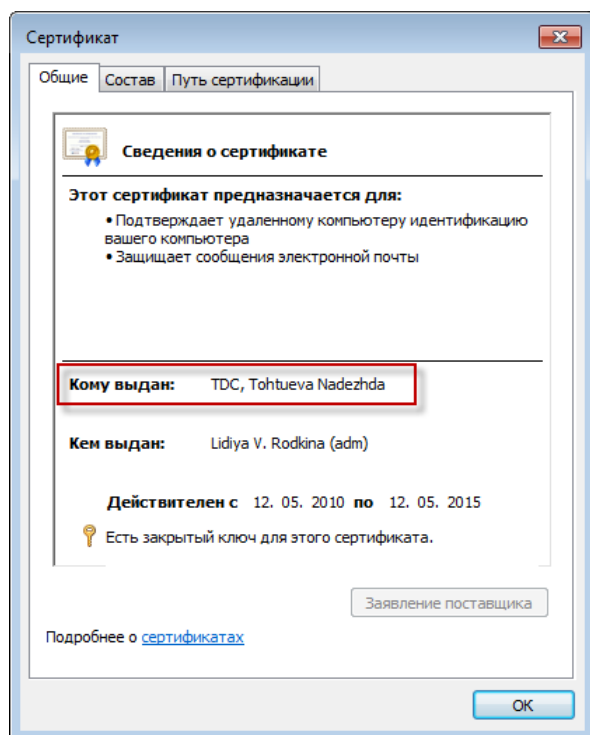 Сертификат
Общие Состав Путь сертификации
Сведения о сертификате
Этот сертификат предназначается для:
• Подтверждает удаленному компьютеру идентификацию
вашего компьютера
• Защищает сообщения электронной почты
Кому выдан: TDC, Tohtueva Nadezhda
Кем выдан: Lidiya V. Rodkina (adm)
Действителен с 12. 05. 2010 по 12. 05. 2015
Есть закрытый ключ для этого сертификата.
Заявление поставщика
Подробнее о сертификатах
ОК